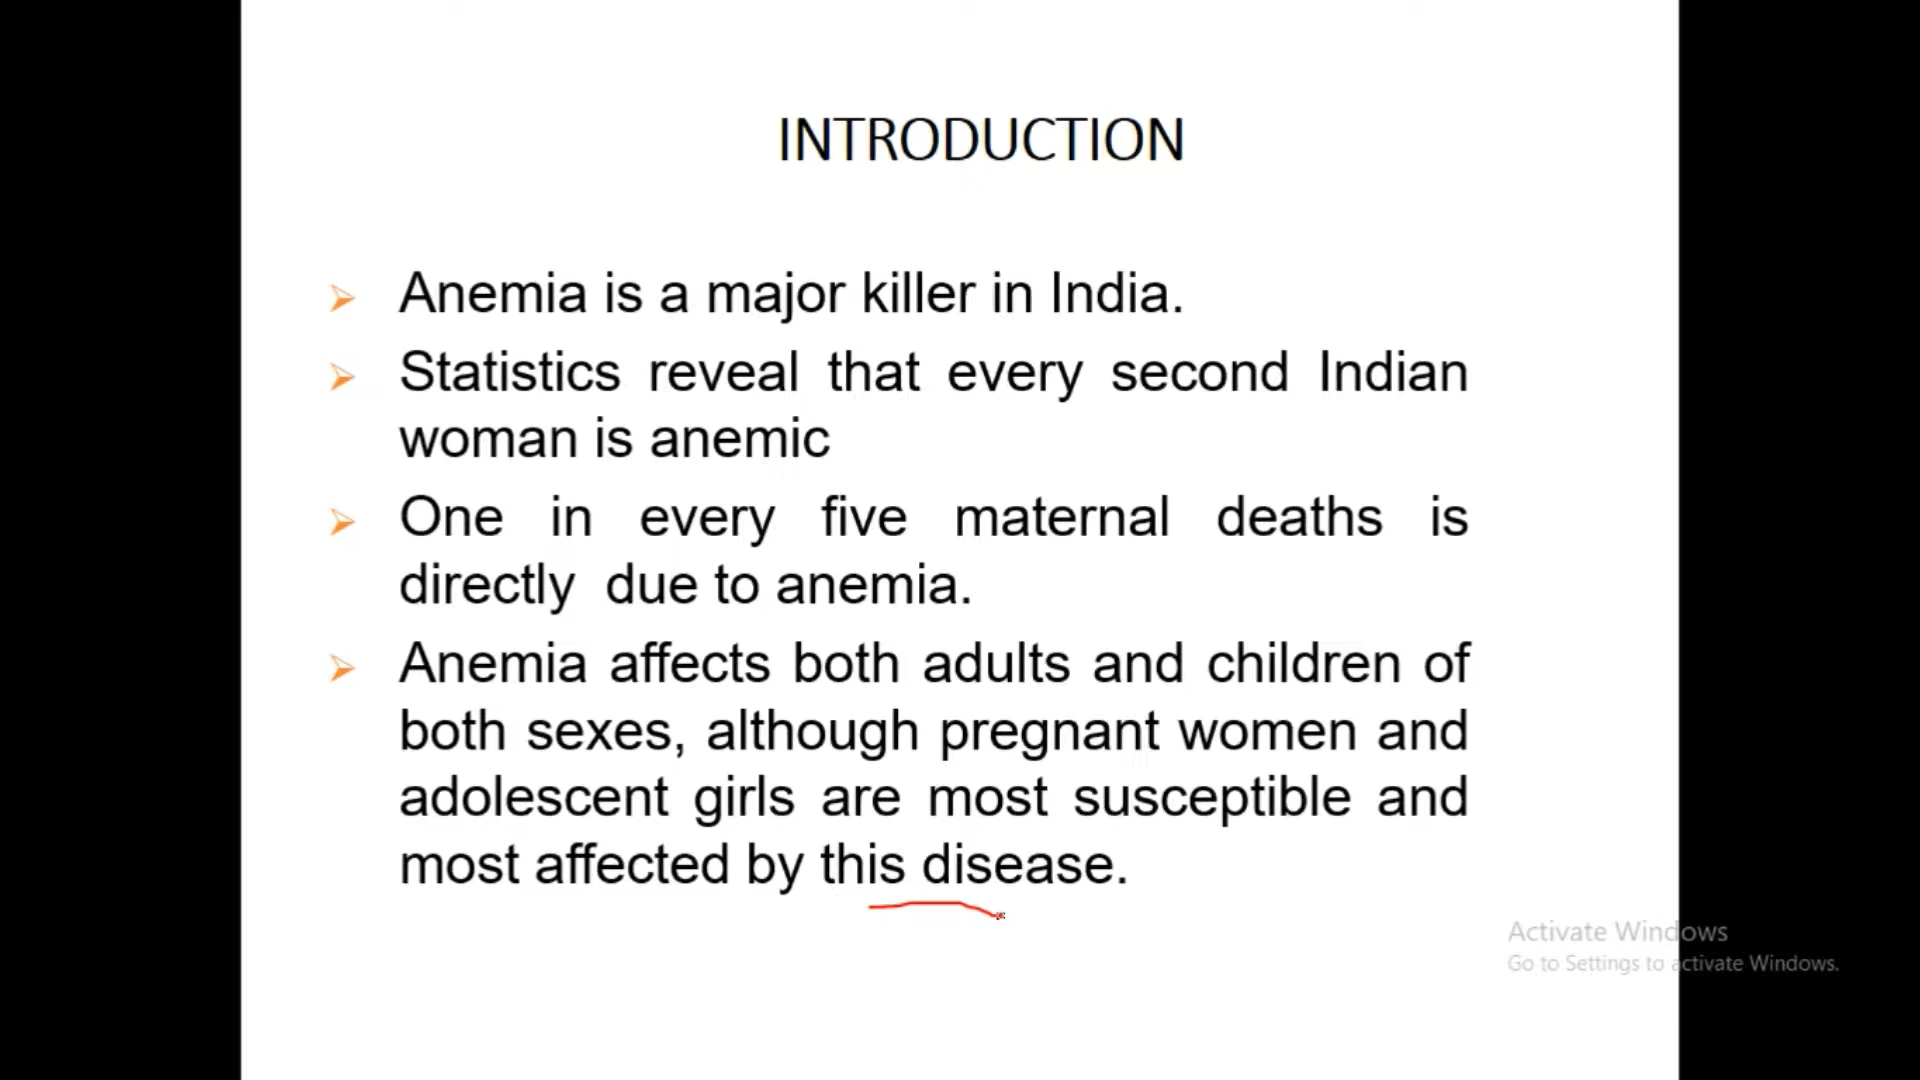 INTRODUCTION
Anemia is a major killer in India.
Statistics reveal that every second Indian
woman is anemic
One in every five maternal deaths is
directly due to anemia.
Anemia affects both adults and children of
both sexes, although pregnant women and
adolescent girls are most susceptible and
most affected by this disease.
Activate Windows
Go to Settings to activate Windows.